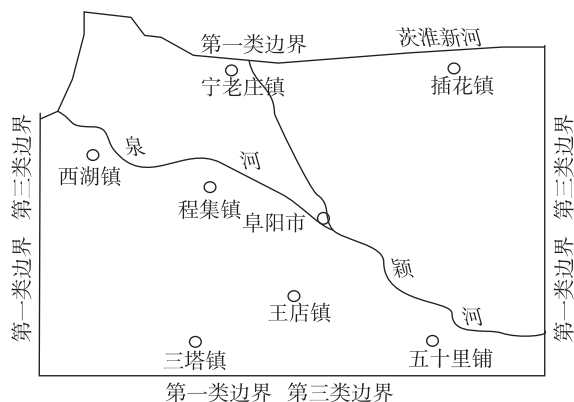 第一类边界
茨淮新河
宁老庄镇
插花镇
泉
河
西湖镇
程集镇
阜阳市
颍
河
王店镇
三塔镇
五十里铺
第三类边界
第一类边界
第三类边界
第一类边界
第一类边界 第三类边界